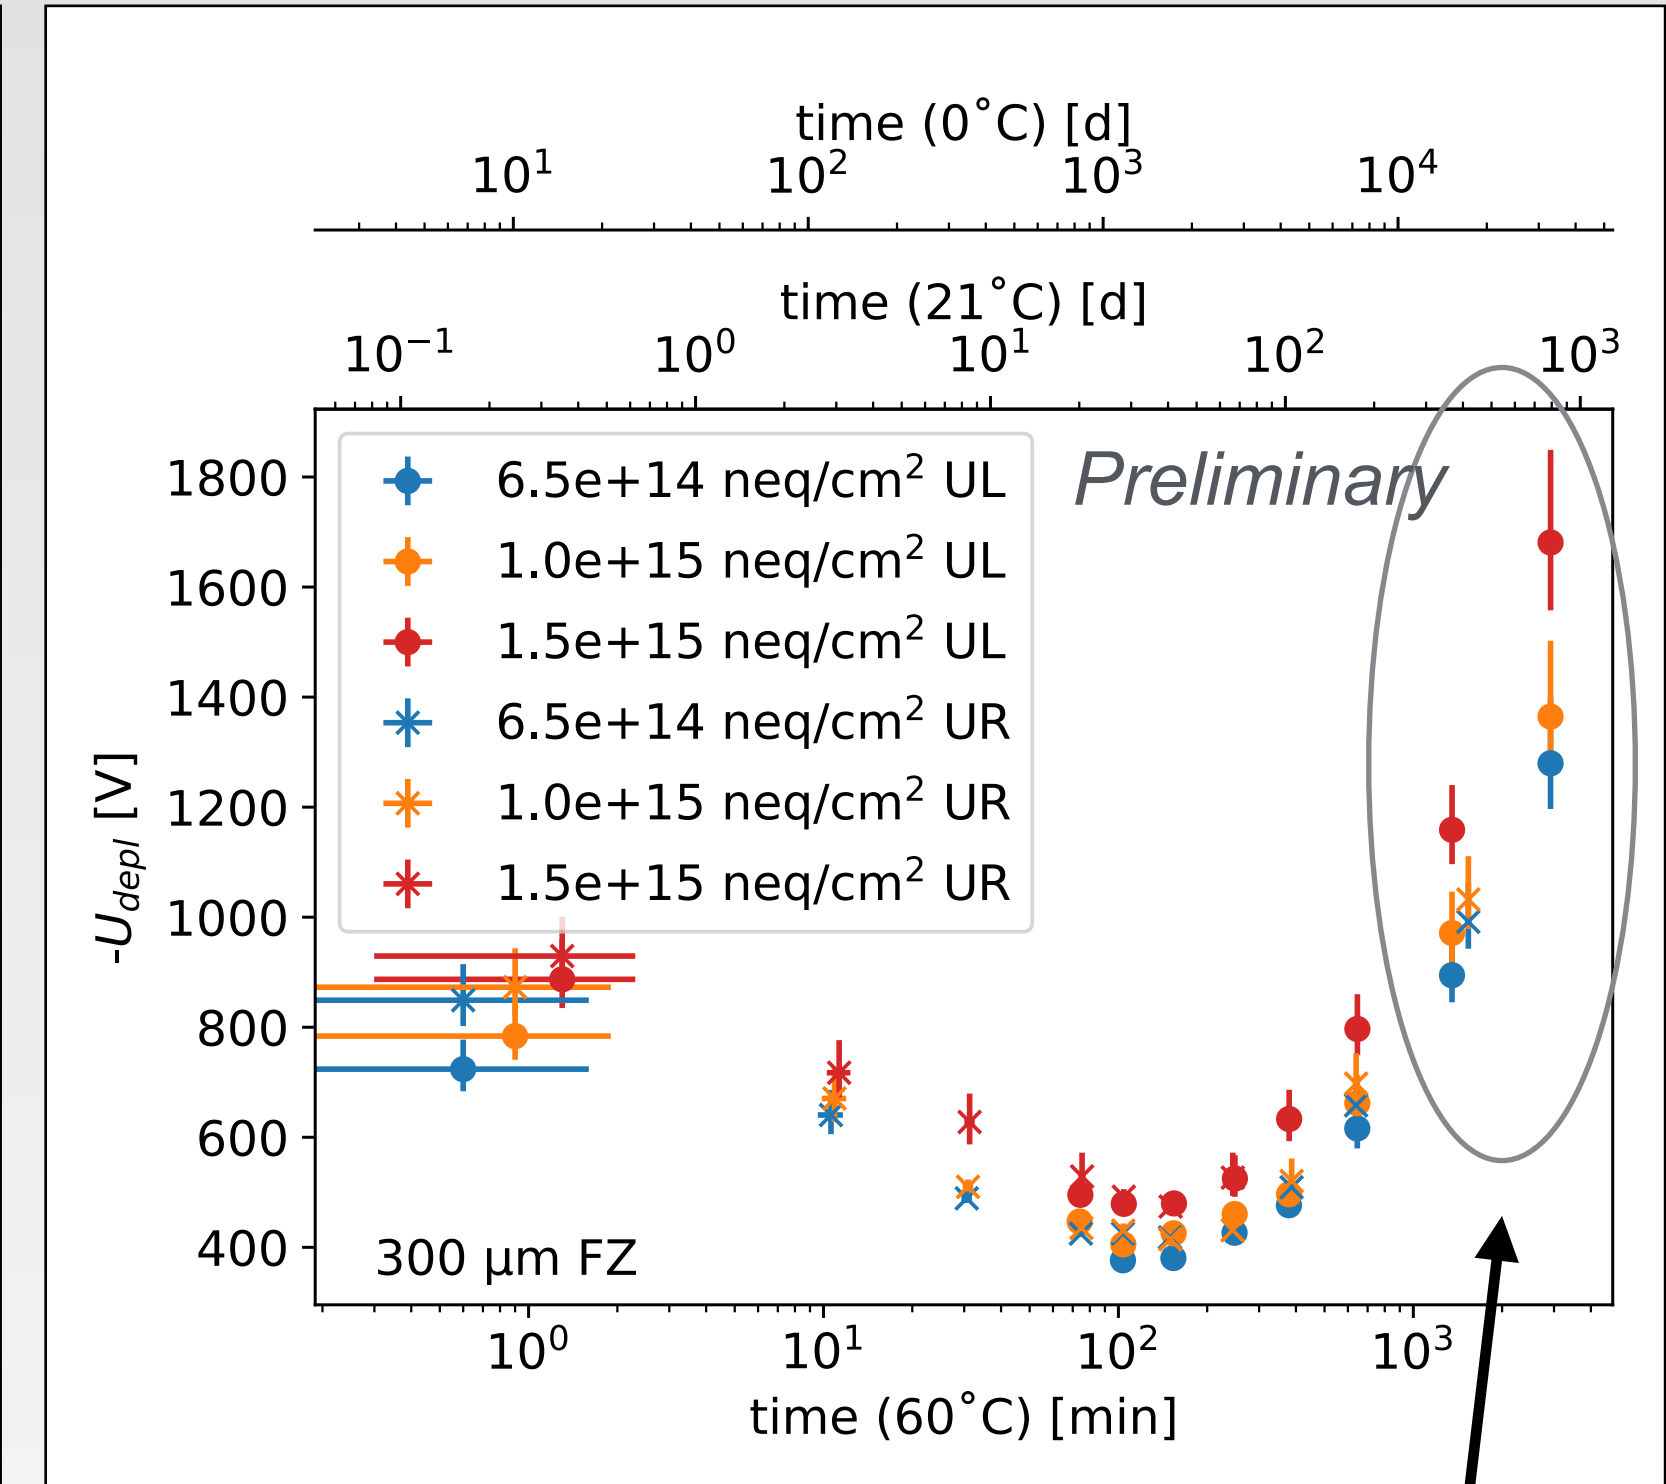 time (0˚C) [d]
10¹ 10² 10³ 10⁴
time (21˚C) [d]
10⁻¹ 10⁰ 10¹ 10² 10³
Preliminary
6.5e+14 neq/cm² UL
1.0e+15 neq/cm² UL
1.5e+15 neq/cm² UL
6.5e+14 neq/cm² UR
1.0e+15 neq/cm² UR
1.5e+15 neq/cm² UR
1800
1600
1400
1200
1000
800
600
400
-U_depl [V]
300 μm FZ
10⁰ 10¹ 10² 10³
time (60˚C) [min]